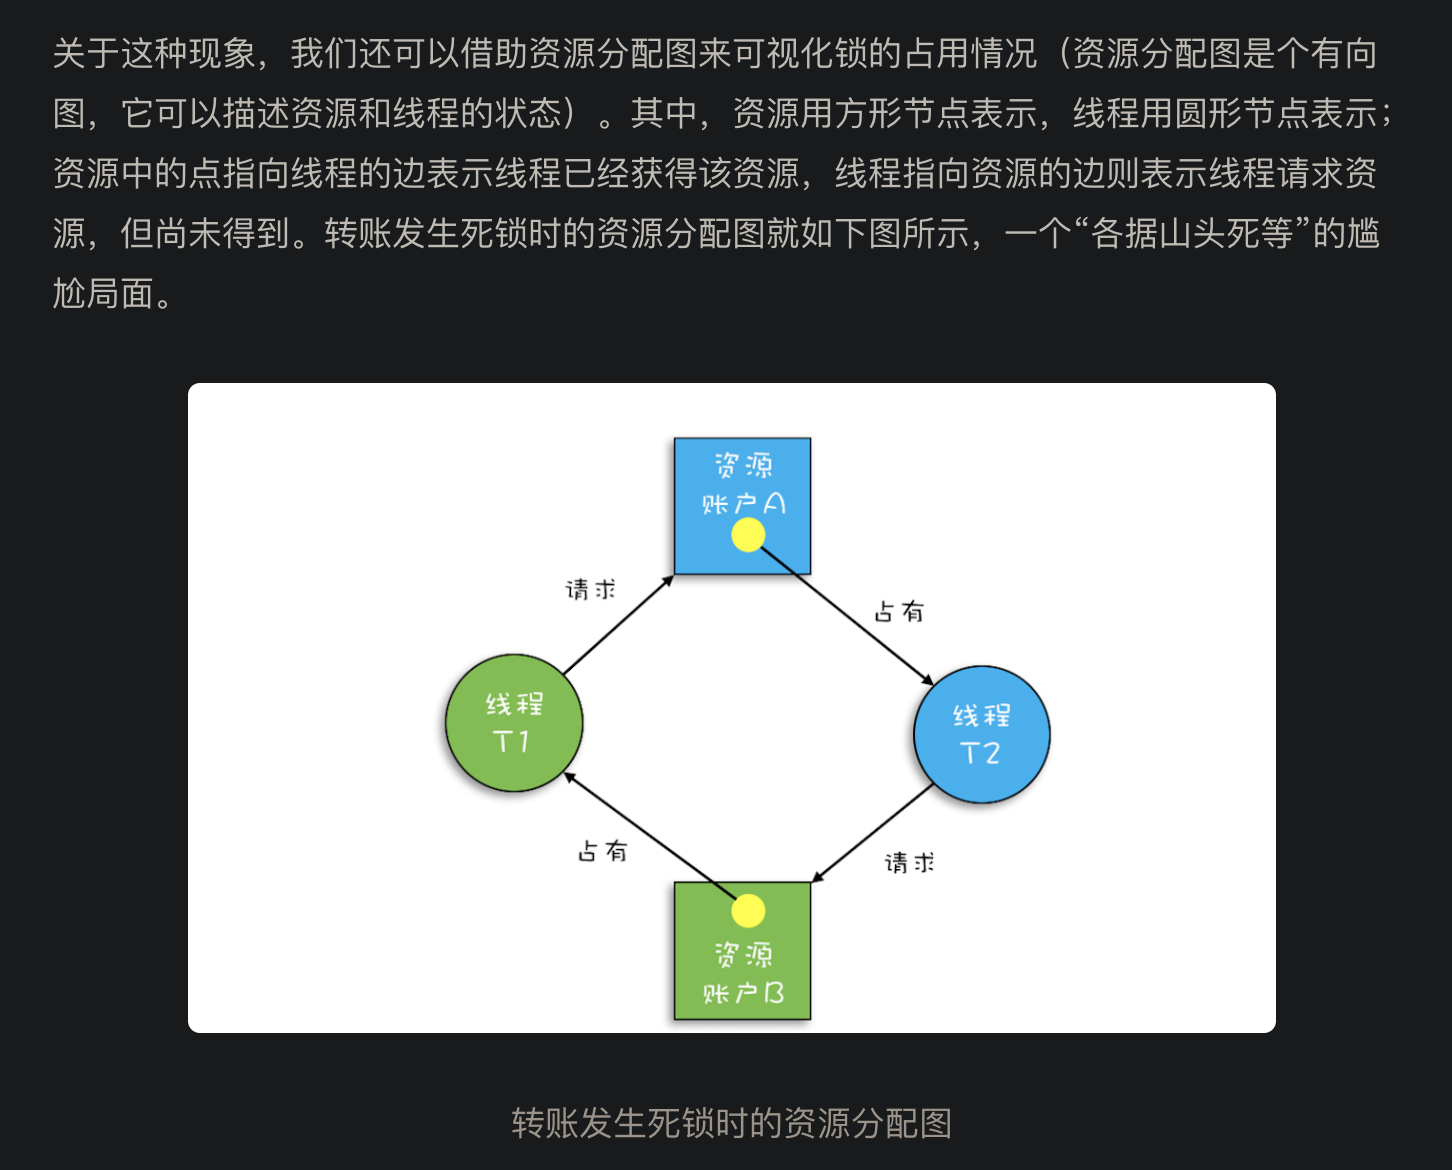 关于这种现象，我们还可以借助资源分配图来可视化锁的占用情况（资源分配图是个有向
图，它可以描述资源和线程的状态）。其中，资源用方形节点表示，线程用圆形节点表示；
资源中的点指向线程的边表示线程已经获得该资源，线程指向资源的边则表示线程请求资
源，但尚未得到。转账发生死锁时的资源分配图就如下图所示，一个“各据山头死等”的尴
尬局面。
资源
账户A
请求
占有
线程
T1
线程
T2
占有
请求
资源
账户B
转账发生死锁时的资源分配图